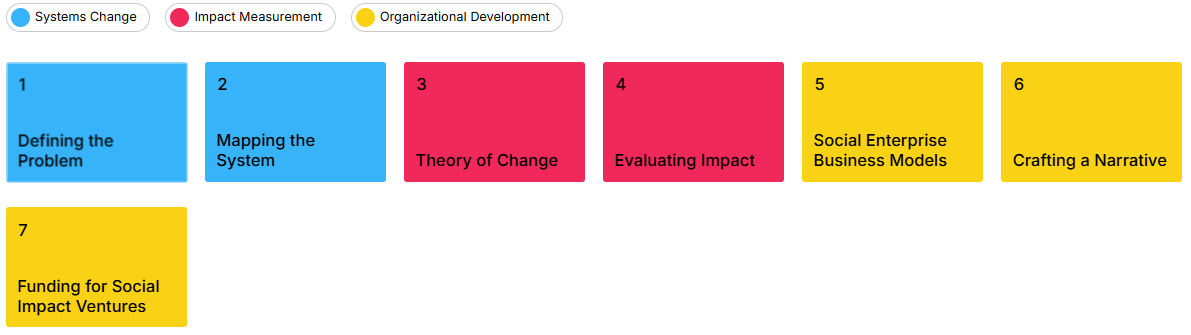 Systems Change
Impact Measurement
Organizational Development
1
Defining the
Problem
2
Mapping the
System
3
Theory of Change
4
Evaluating Impact
5
Social Enterprise
Business Models
6
Crafting a Narrative
7
Funding for Social
Impact Ventures